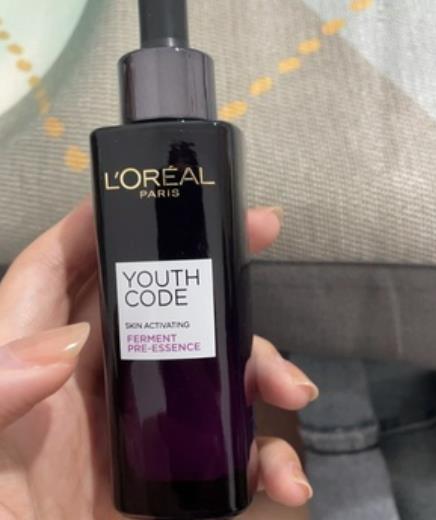 L'ORÉAL
PARIS
YOUTH
CODE
SKIN ACTIVATING
FERMENT
PRE-ESSENCE